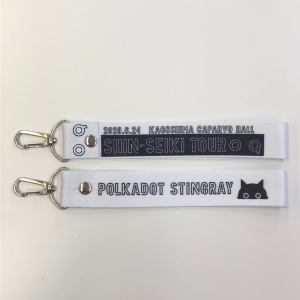 2020.6.24 KAGOSHIMA CAPARVO HALL
SHIN-SEIKI TOUR
POLKADOT STINGRAY